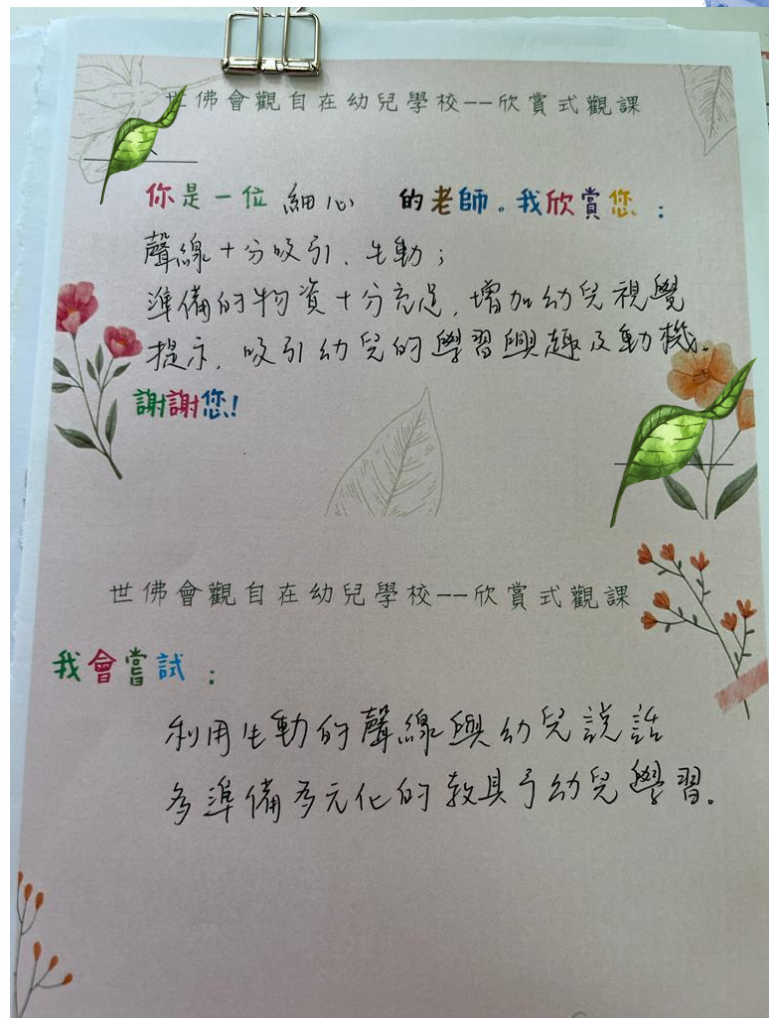 世佛會觀自在幼兒學校--欣賞式觀課
你是一位 細心 的老師。我欣賞您：
聲線十分吸引、生動；
準備的物資十分充足，增加幼兒視覺
提示，吸引幼兒的學習興趣及動機。
謝謝您！
世佛會觀自在幼兒學校--欣賞式觀課
我會嘗試：
利用生動的聲線與幼兒說話
多準備多元化的教具予幼兒學習。